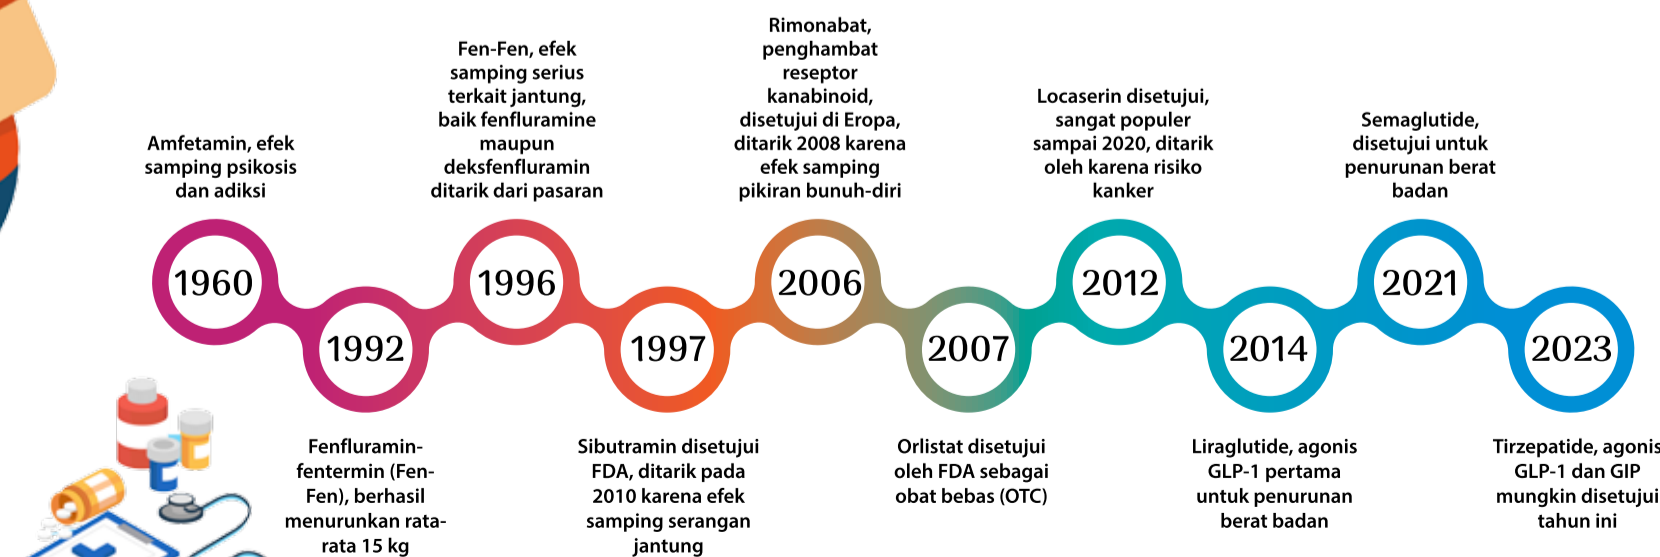 Amfetamin, efek
samping psikosis
dan adiksi
1960
1992
Fenfluramin-
fentermin (Fen-
Fen), berhasil
menurunkan rata-
rata 15 kg
Fen-Fen, efek
samping serius
terkait jantung,
baik fenfluramine
maupun
deksfenfluramin
ditarik dari pasaran
1996
1997
Sibutramin disetujui
FDA, ditarik pada
2010 karena efek
samping serangan
jantung
Rimonabat,
penghambat
reseptor
kanabinoid,
disetujui di Eropa,
ditarik 2008 karena
efek samping
pikiran bunuh-diri
2006
2007
Orlistat disetujui
oleh FDA sebagai
obat bebas (OTC)
Locaserin disetujui,
sangat populer
sampai 2020, ditarik
oleh karena risiko
kanker
2012
2014
Liraglutide, agonis
GLP-1 pertama
untuk penurunan
berat badan
Semaglutide,
disetujui untuk
penurunan berat
badan
2021
2023
Tirzepatide, agonis
GLP-1 dan GIP
mungkin disetujui
tahun ini